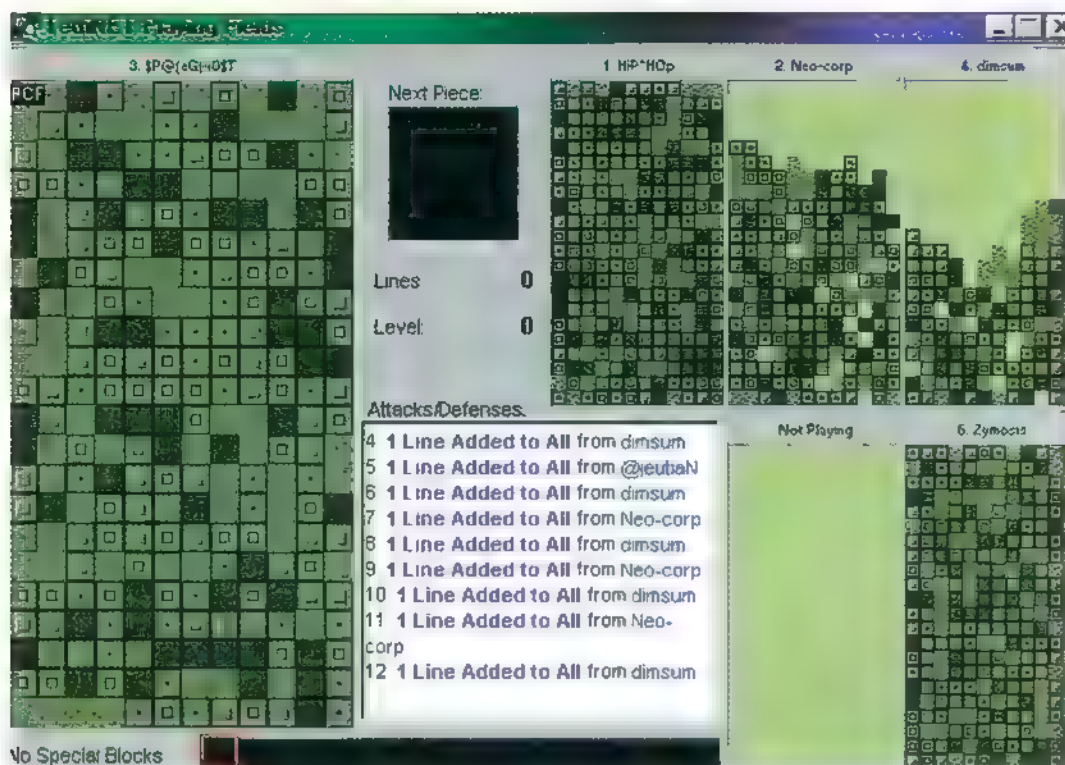 Playing Fields
1 HiP^HOp
2. Neo-corp
4. dimsum
Next Piece:
Lines 0
Level: 0
Attacks/Defenses:
4 1 Line Added to All from dimsum
5 1 Line Added to All from
6 1 Line Added to All from dimsum
7 1 Line Added to All from Neo-corp
8 1 Line Added to All from dimsum
9 1 Line Added to All from Neo-corp
10 1 Line Added to All from dimsum
11 1 Line Added to All from Neo-
corp
12 1 Line Added to All from dimsum
Not Playing
6. Zymosis
No Special Blocks